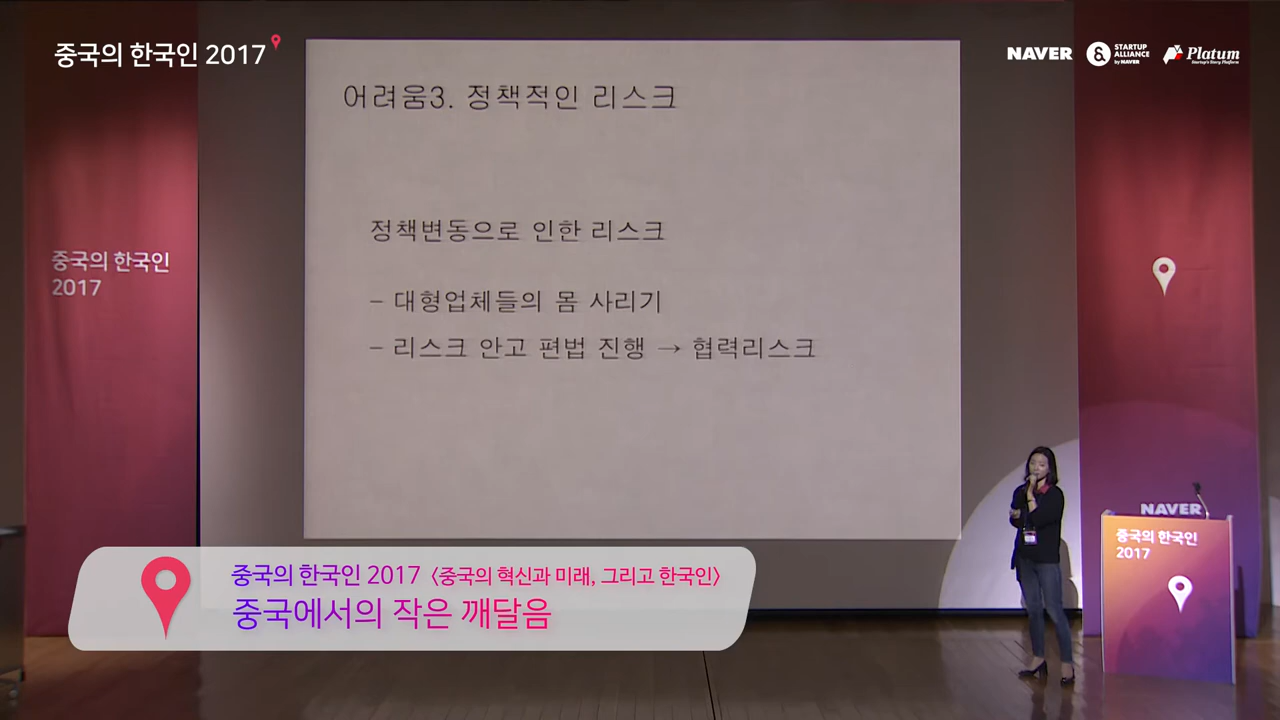 중국의 한국인 2017
NAVER
& STARTUP ALLIANCE by NAVER
Platum
Startup's Story Platform
어려움3. 정책적인 리스크
정책변동으로 인한 리스크
– 대형업체들의 몸 사리기
– 리스크 안고 편법 진행 → 협력리스크
중국의 한국인
2017
NAVER
중국의 한국인
2017
중국의 한국인 2017 〈중국의 혁신과 미래, 그리고 한국인〉
중국에서의 작은 깨달음